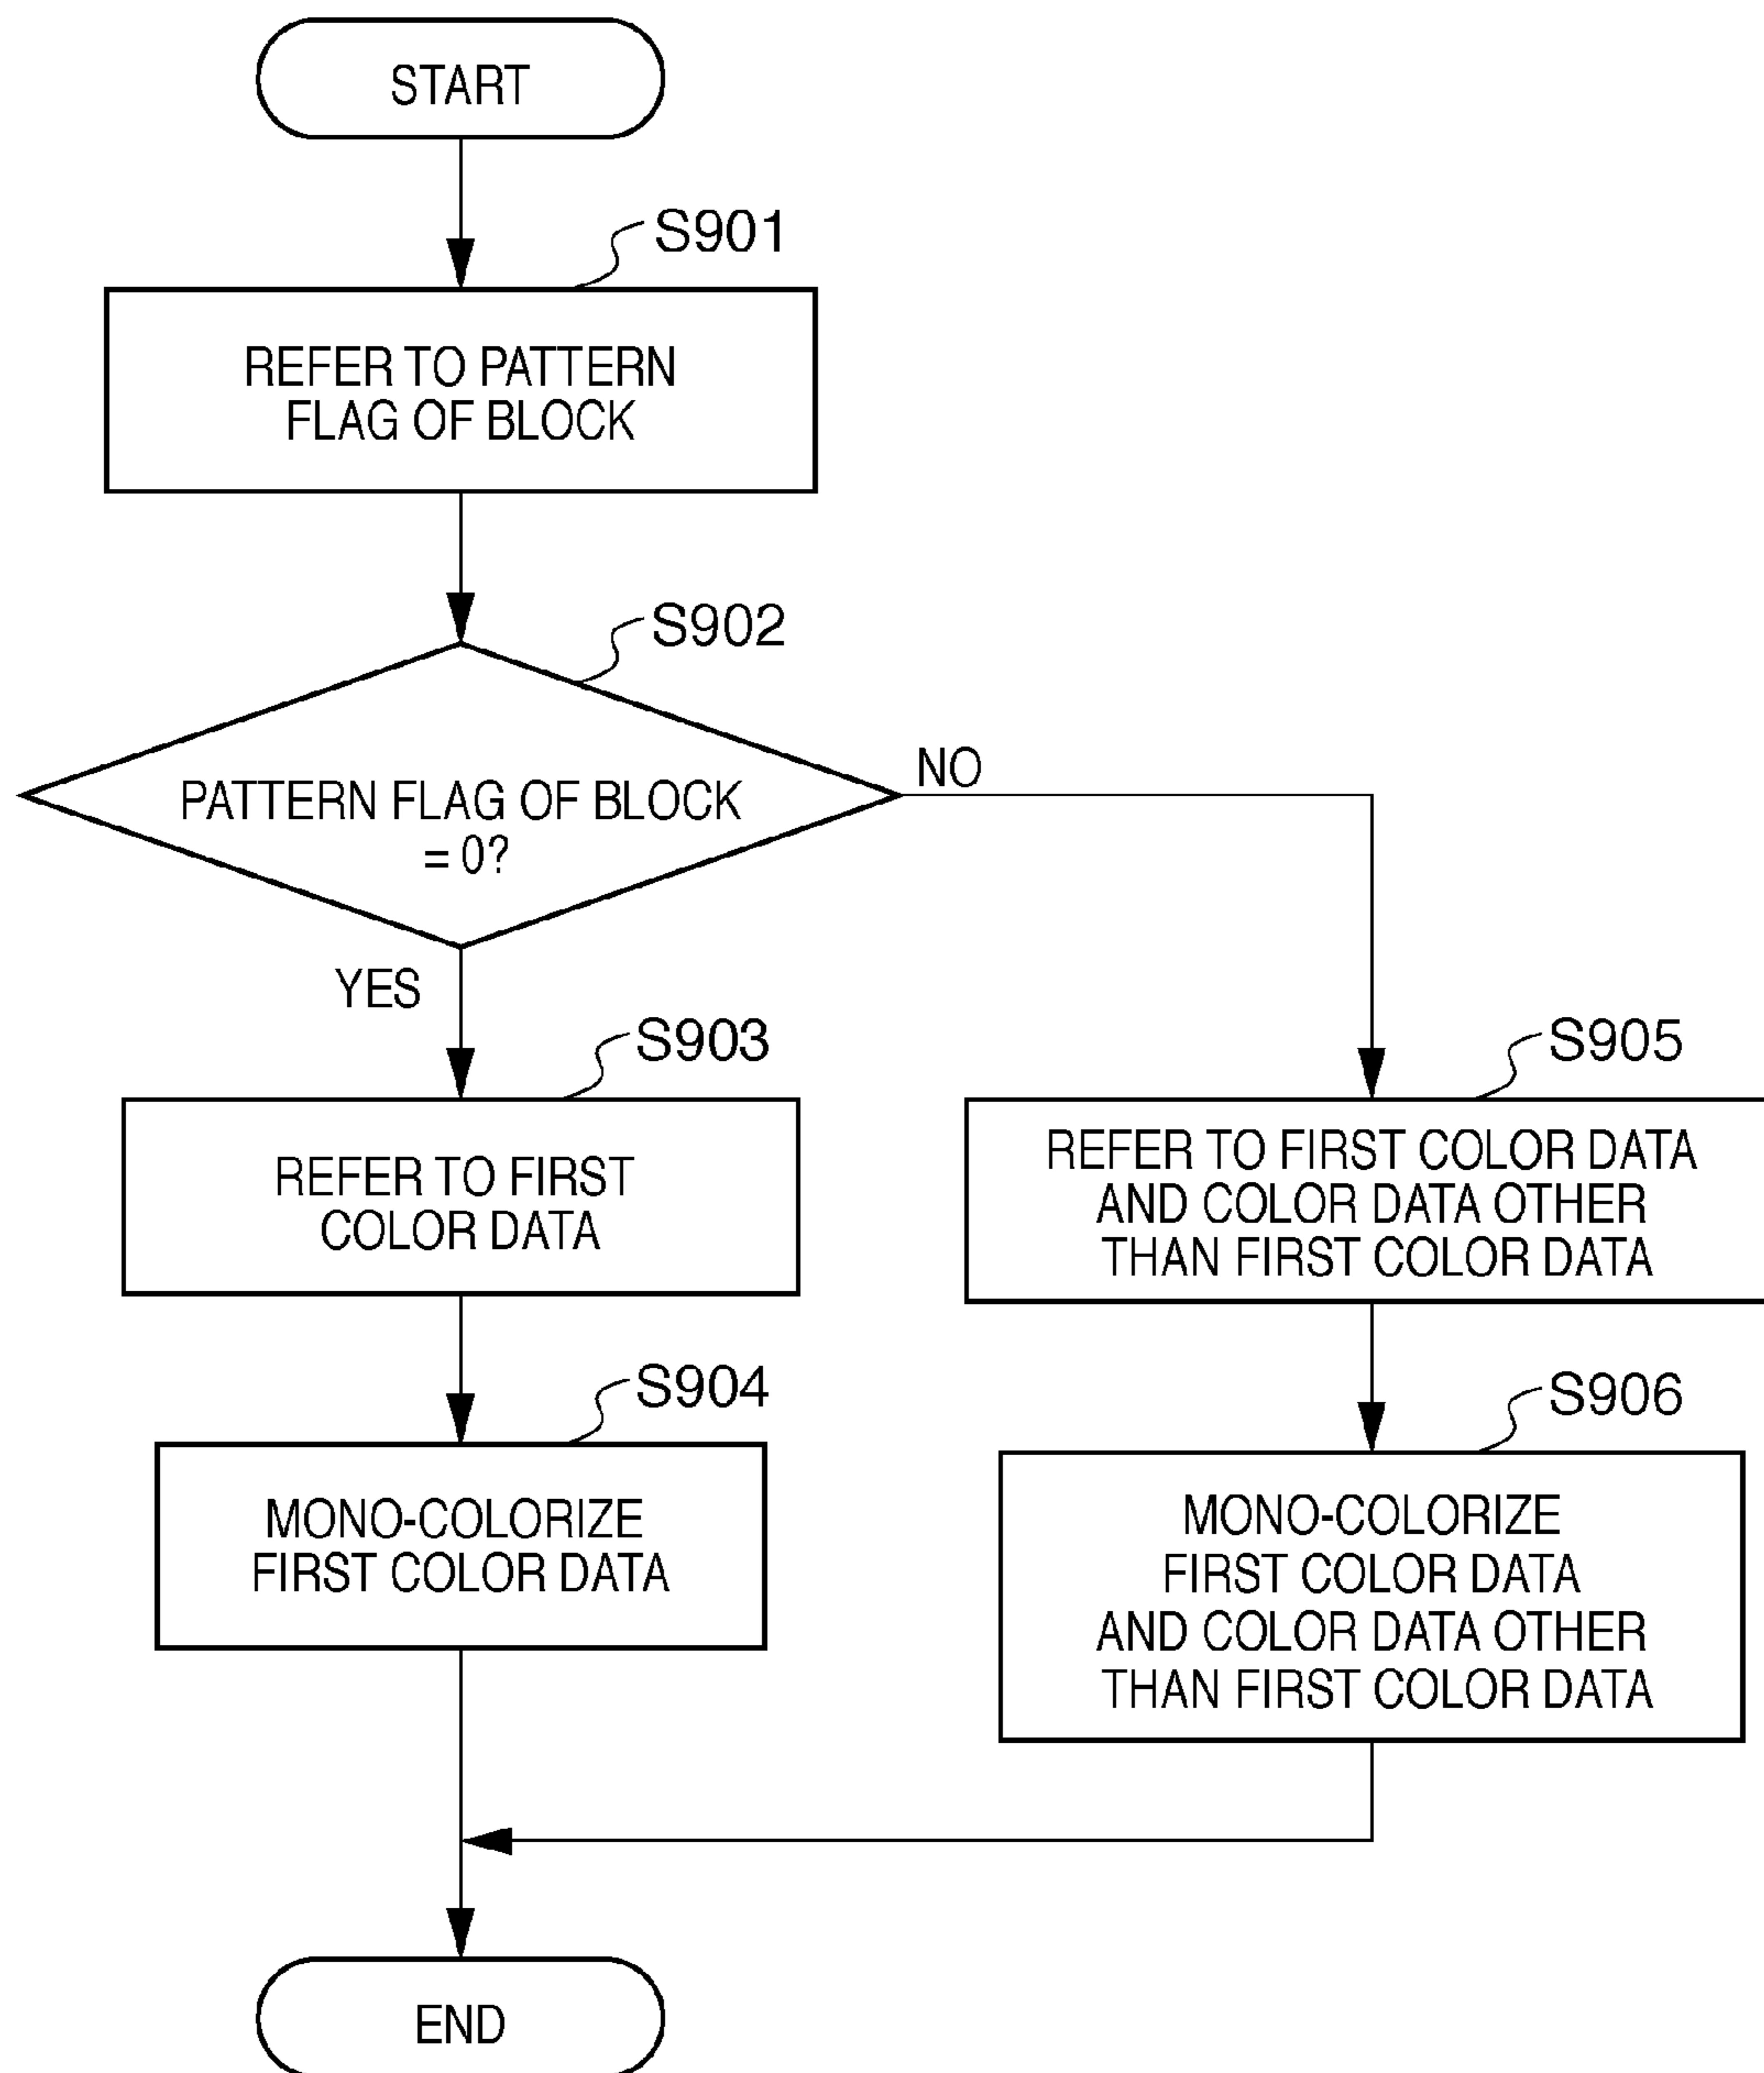 START
S901
REFER TO PATTERN
FLAG OF BLOCK
S902
PATTERN FLAG OF BLOCK
= 0?
NO
YES
S903
REFER TO FIRST
COLOR DATA
S904
MONO-COLORIZE
FIRST COLOR DATA
S905
REFER TO FIRST COLOR DATA
AND COLOR DATA OTHER
THAN FIRST COLOR DATA
S906
MONO-COLORIZE
FIRST COLOR DATA
AND COLOR DATA OTHER
THAN FIRST COLOR DATA
END